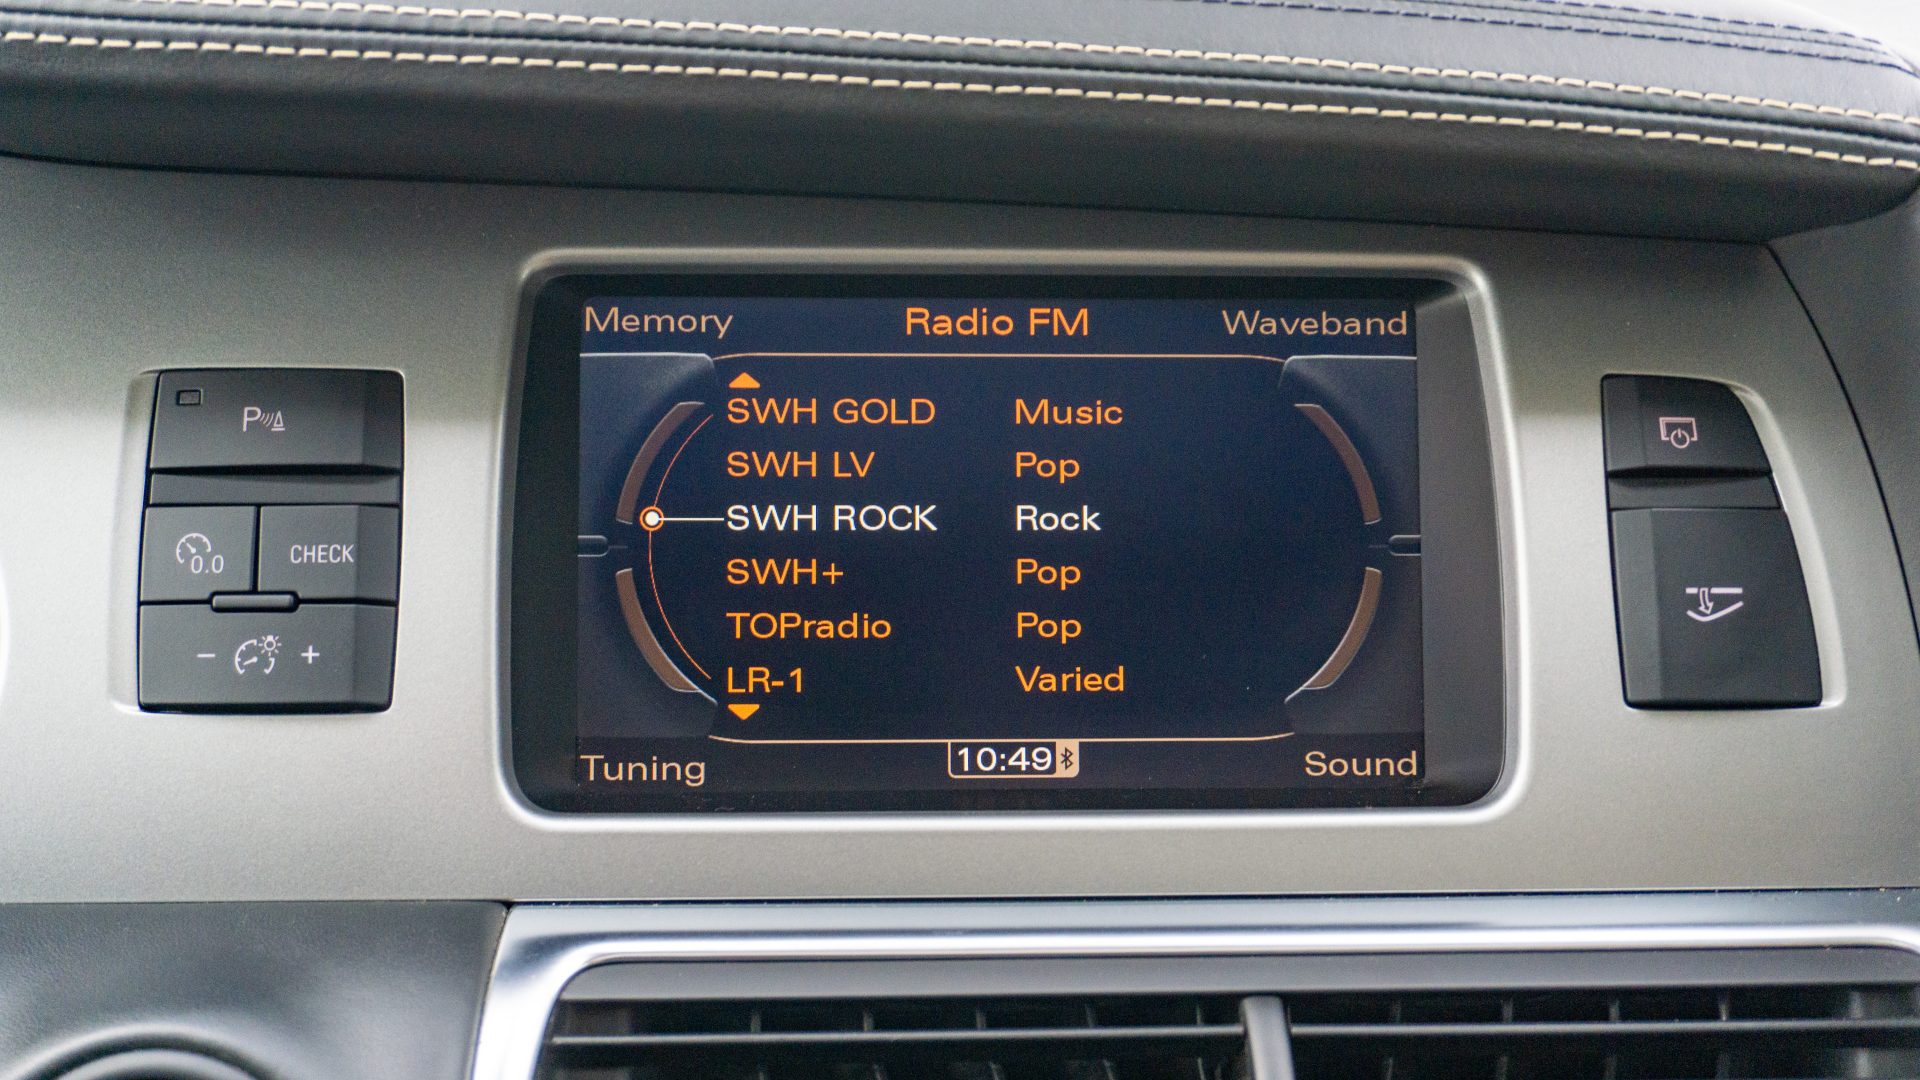 Memory Radio FM Waveband
SWH GOLD Music
SWH LV Pop
SWH ROCK Rock
SWH+ Pop
TOPradio Pop
LR-1 Varied
Tuning 10:49 Sound
P
0.0 CHECK
- +